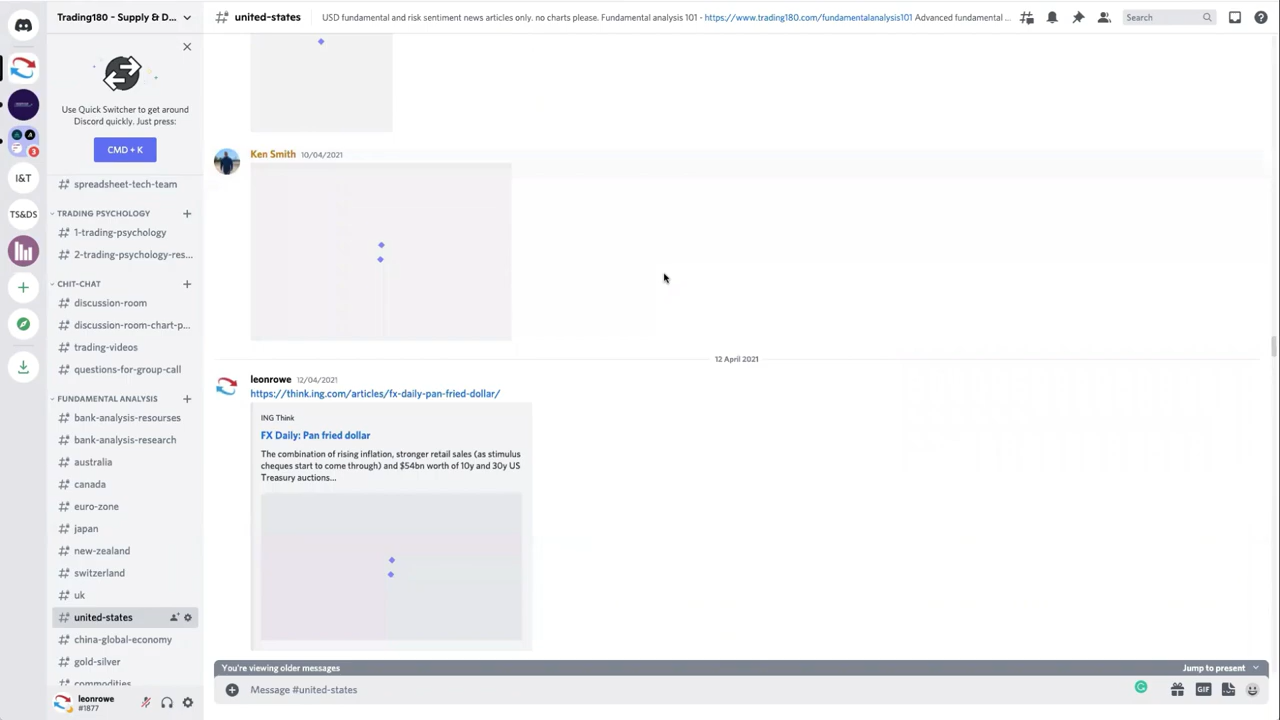 Trading180 - Supply & D...
united-states
USD fundamental and risk sentiment news articles only. no charts please. Fundamental analysis 101 - https://www.trading180.com/fundamentalanalysis101 Advanced fundamental ...
Search
Use Quick Switcher to get around
Discord quickly. Just press:
CMD + K
3
I&T
TS&DS
spreadsheet-tech-team
TRADING PSYCHOLOGY
1-trading-psychology
2-trading-psychology-res...
CHIT-CHAT
discussion-room
discussion-room-chart-p...
trading-videos
questions-for-group-call
FUNDAMENTAL ANALYSIS
bank-analysis-resourses
bank-analysis-research
australia
canada
euro-zone
japan
new-zealand
switzerland
uk
united-states
china-global-economy
gold-silver
commodities
leonrowe
#1877
Ken Smith 10/04/2021
12 April 2021
leonrowe 12/04/2021
https://think.ing.com/articles/fx-daily-pan-fried-dollar/
ING Think
FX Daily: Pan fried dollar
The combination of rising inflation, stronger retail sales (as stimulus
cheques start to come through) and $54bn worth of 10y and 30y US
Treasury auctions...
You're viewing older messages
Jump to present
Message #united-states
GIF